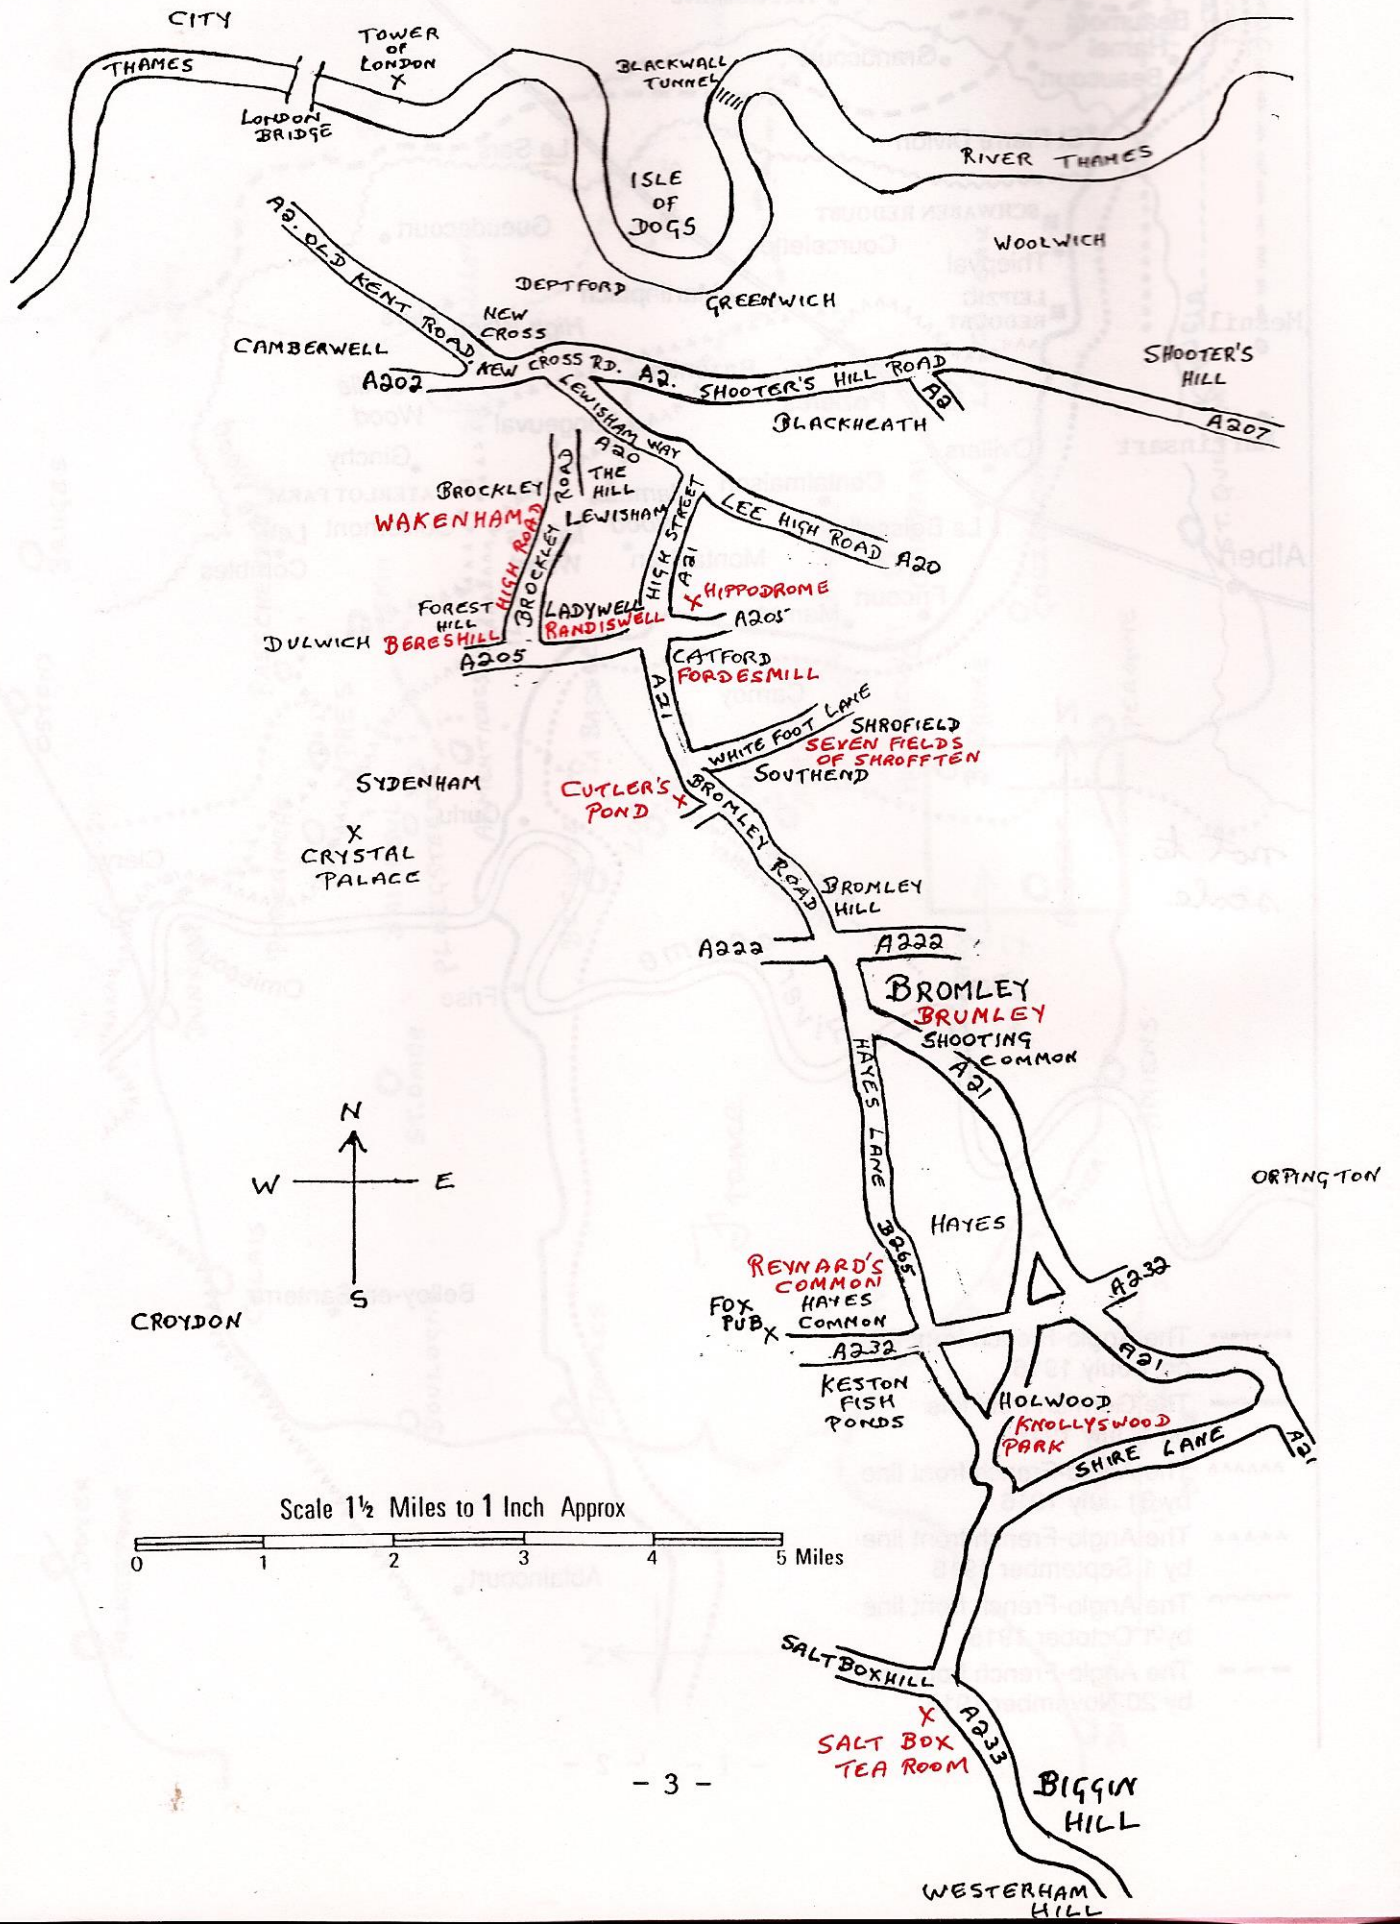 CITY
THAMES
TOWER
OF
LONDON
X
LONDON
BRIDGE
BLACKWALL
TUNNEL
RIVER THAMES
ISLE
OF
DOGS
WOOLWICH
DEPTFORD
GREENWICH
A2. OLD KENT ROAD.
NEW
CROSS
CAMBERWELL
A202
NEW CROSS RD. A2. SHOOTER'S HILL ROAD
A2
SHOOTER'S
HILL
A207
BLACKHEATH
LEWISHAM WAY
A20
THE
HILL
BROCKLEY
WAKENHAM
HIGH ROAD
BROCKLEY ROAD
LEWISHAM
HIGH STREET
A21
LEE HIGH ROAD
A20
X HIPPODROME
FOREST
HILL
LADYWELL
RANDISWELL
A205
DULWICH
BERESHILL
A205
CATFORD
FORDESMILL
A21
WHITE FOOT LANE
SHROFIELD
SEVEN FIELDS
OF SHROFFTEN
SOUTHEND
SYDENHAM
CUTLER'S
POND
X
BROMLEY ROAD
X
CRYSTAL
PALACE
BROMLEY
HILL
A222
A222
BROMLEY
BRUMLEY
SHOOTING
COMMON
A21
HAYES LANE
B265
N
W E
S
ORPINGTON
HAYES
REYNARD'S
COMMON
HAYES
COMMON
FOX
PUB X
A232
A232
CROYDON
A21
KESTON
FISH
PONDS
HOLWOOD
KNOLLYSWOOD
PARK
SHIRE LANE
A21
Scale 1½ Miles to 1 Inch Approx
0 1 2 3 4 5 Miles
SALT BOX HILL
X
SALT BOX
TEA ROOM
A233
- 3 -
BIGGIN
HILL
WESTERHAM
HILL